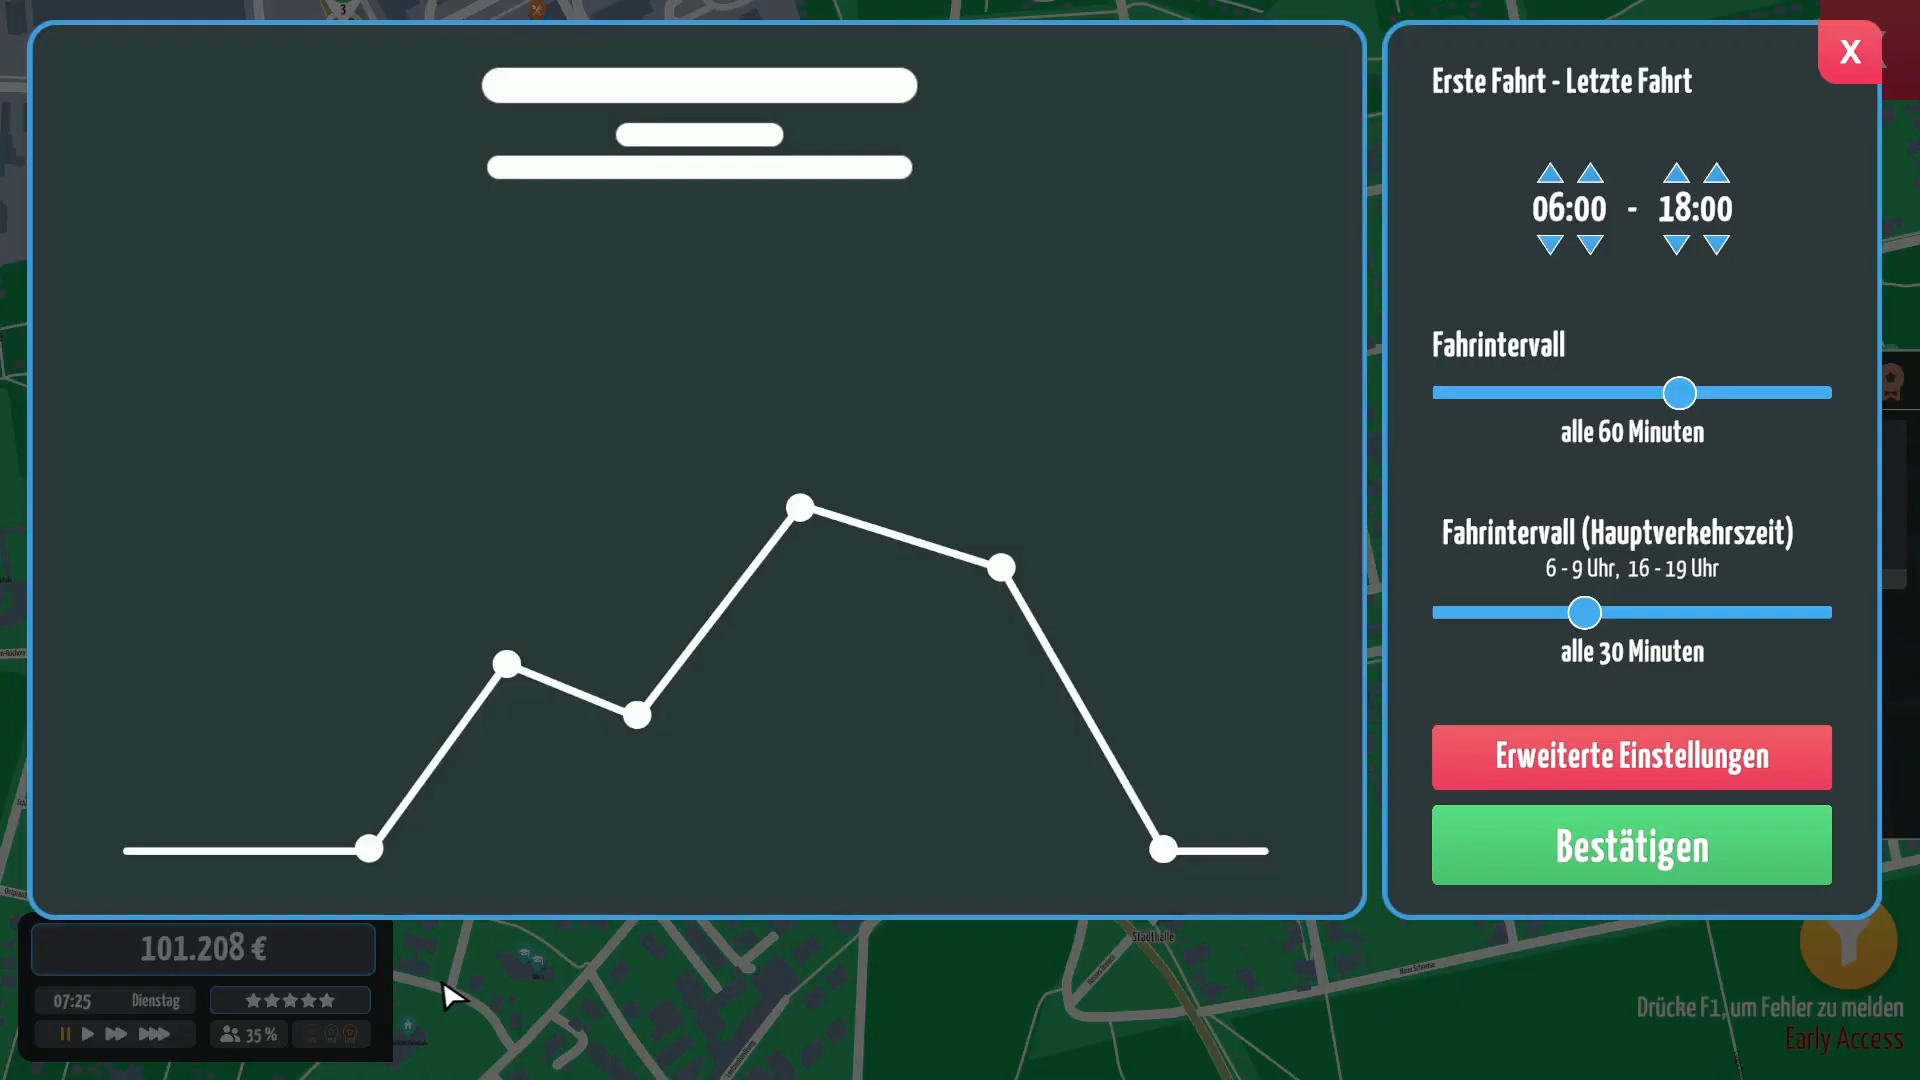 3
Erste Fahrt - Letzte Fahrt
X
06:00 - 18:00
Fahrintervall
alle 60 Minuten
Fahrintervall (Hauptverkehrszeit)
6 - 9 Uhr, 16 - 19 Uhr
alle 30 Minuten
Erweiterte Einstellungen
Bestätigen
101.208 €
07:25 Dienstag
35 %
Stadthalle
Drücke F1, um Fehler zu melden
Early Access